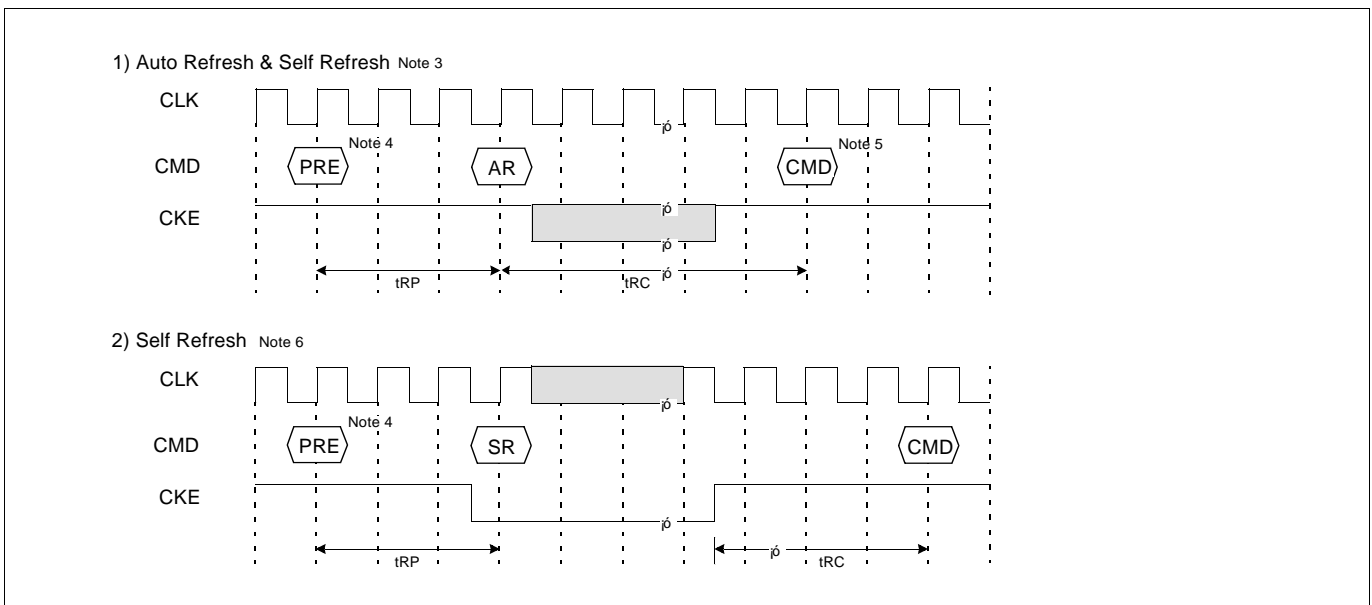 1) Auto Refresh & Self Refresh Note 3
CLK
¡ó
CMD
PRE
Note 4
AR
CMD
Note 5
CKE
¡ó
¡ó
tRP
tRC
¡ó
2) Self Refresh Note 6
CLK
¡ó
CMD
PRE
Note 4
SR
CMD
CKE
¡ó
tRP
¡ó
tRC